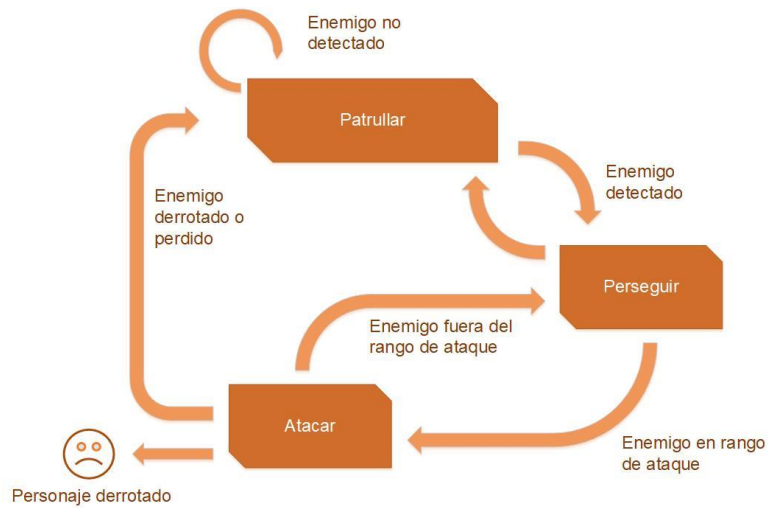 Enemigo no
detectado
Patrullar
Enemigo
detectado
Enemigo
derrotado o
perdido
Perseguir
Enemigo fuera del
rango de ataque
Atacar
Enemigo en rango
de ataque
Personaje derrotado